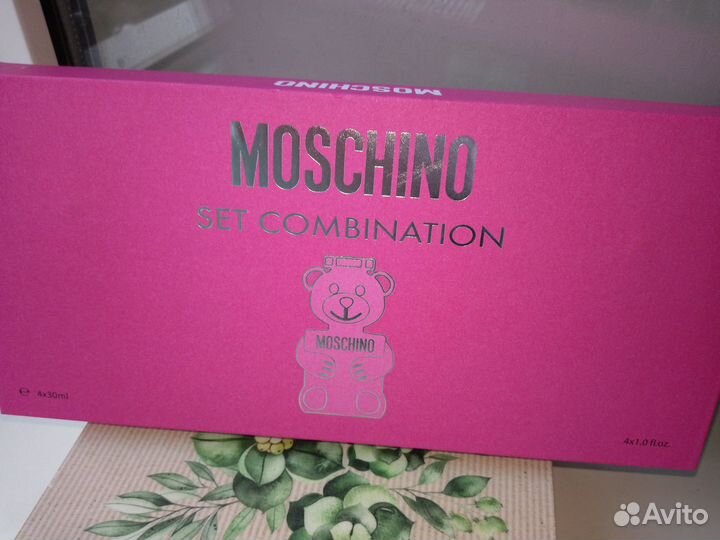 MOSCHINO
MOSCHINO
SET COMBINATION
MOSCHINO
℮ 4x30ml
4x1.0 fl.oz.
Avito